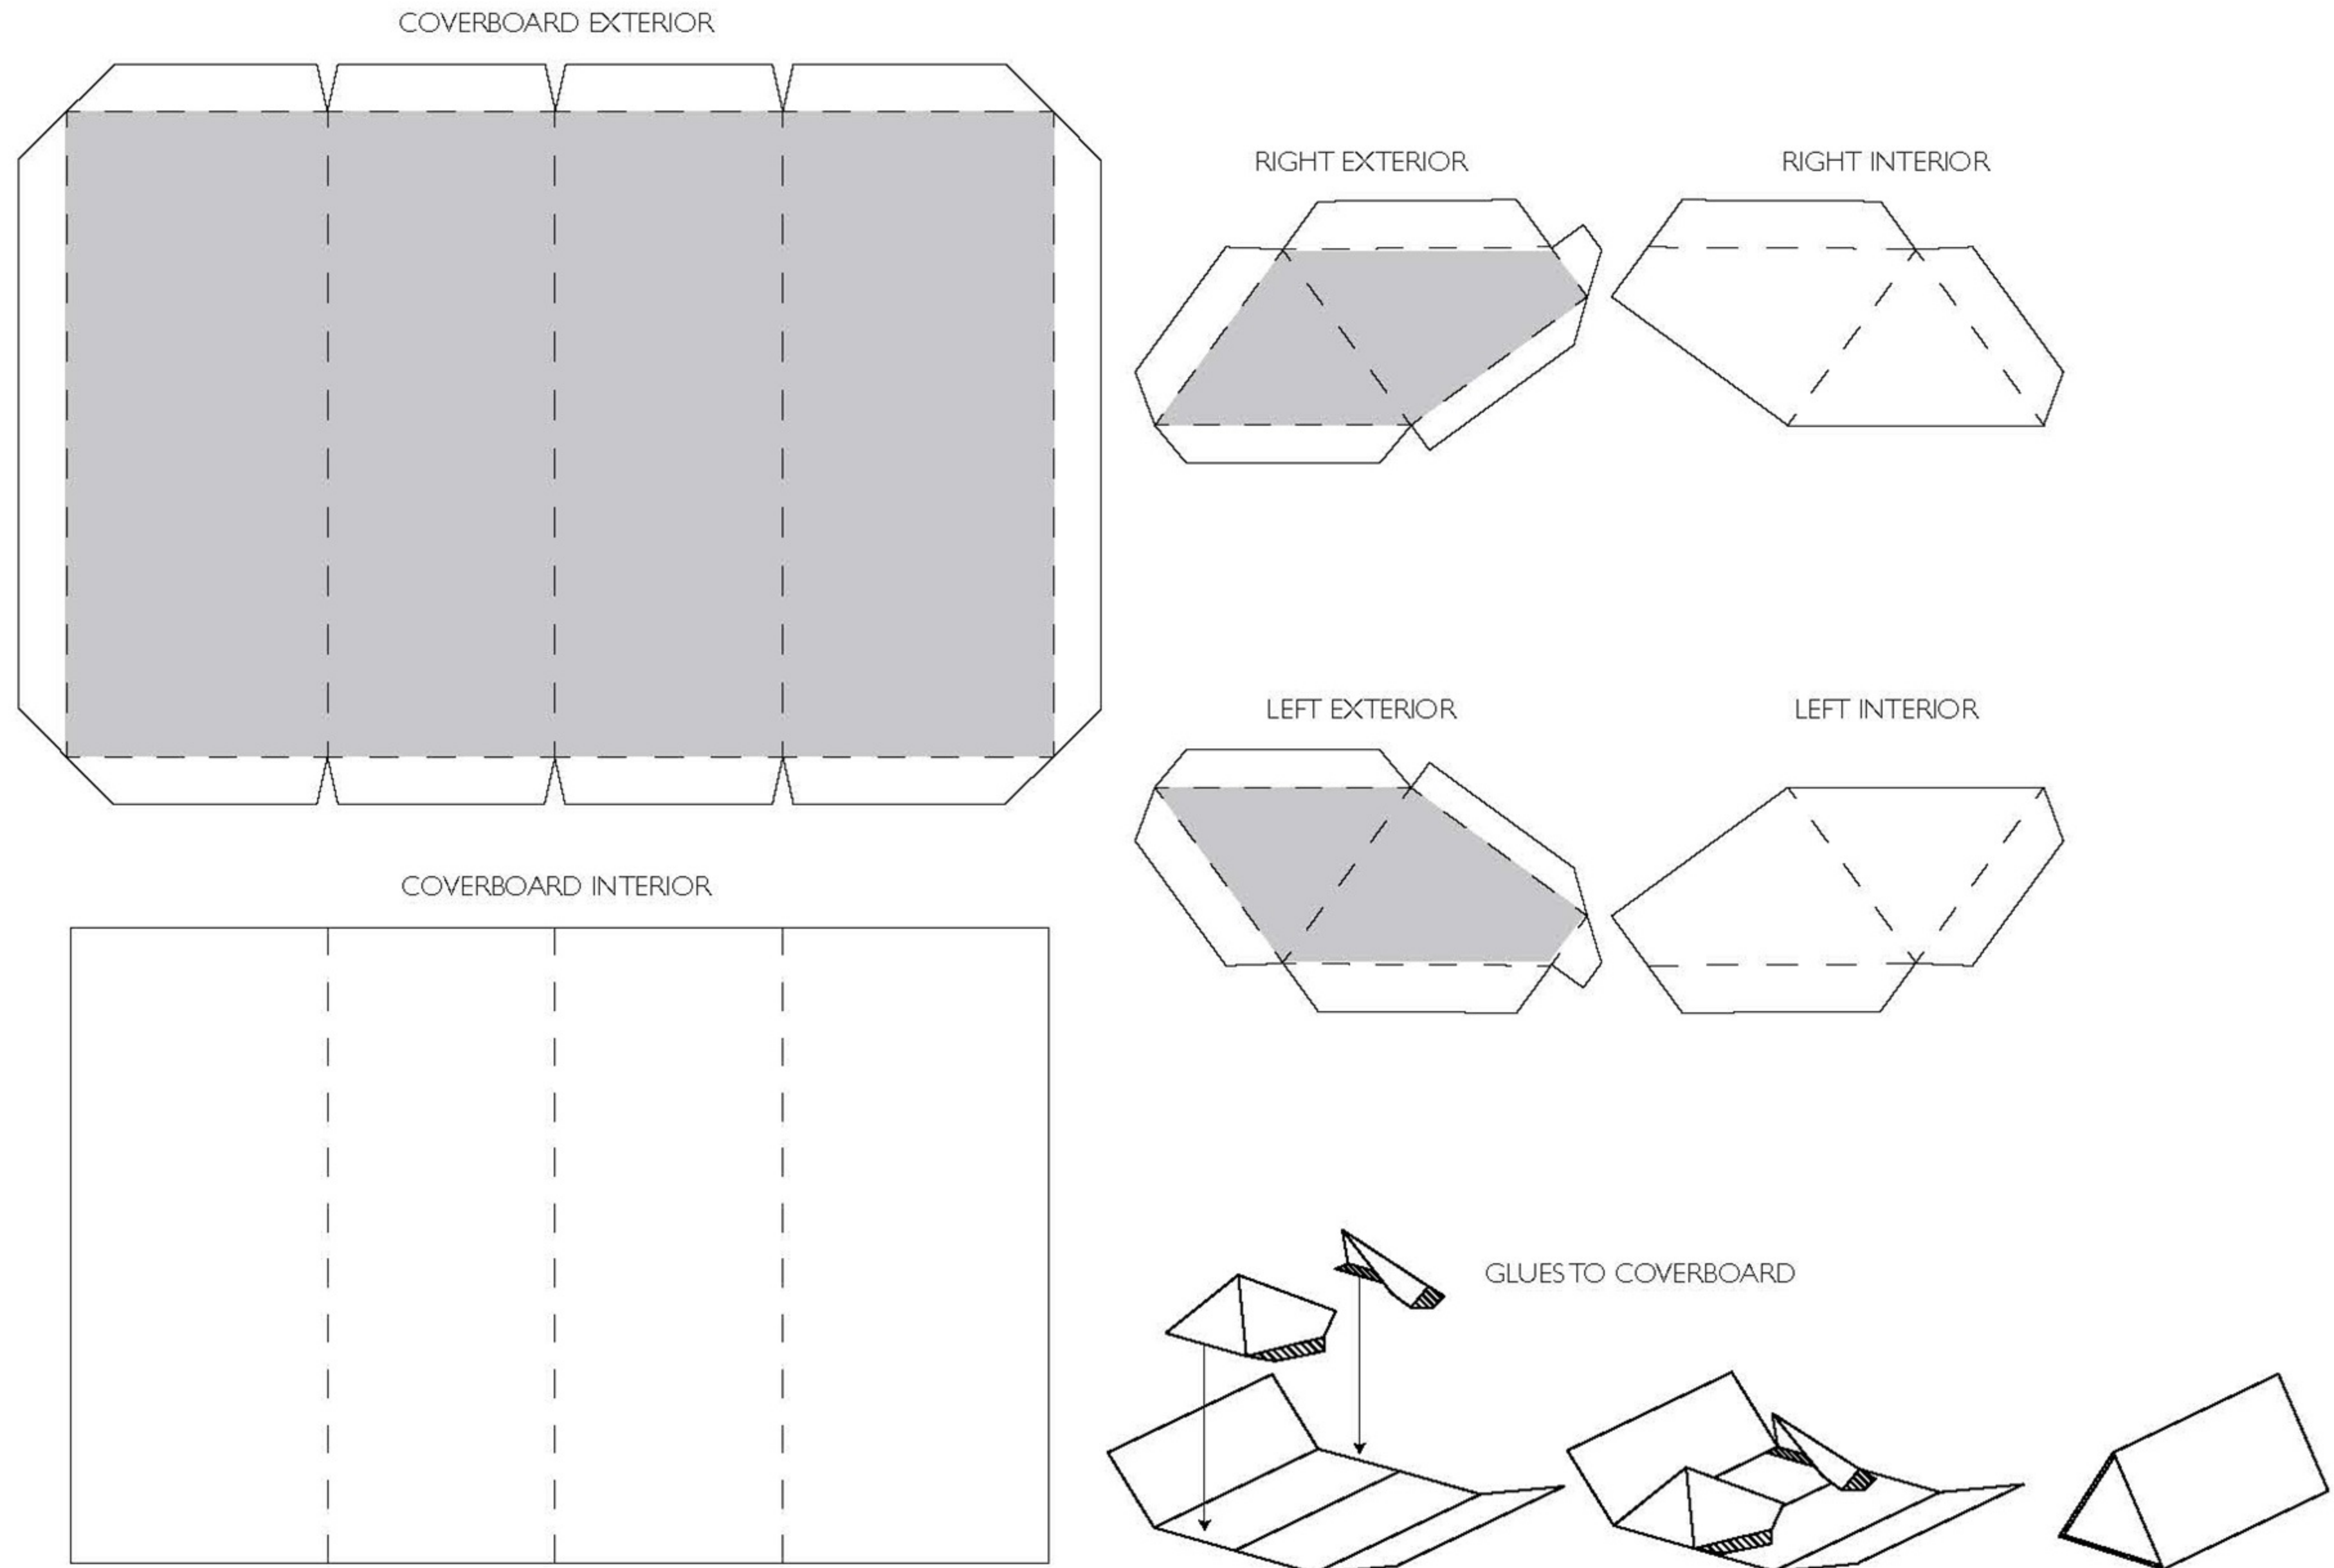 COVERBOARD EXTERIOR
RIGHT EXTERIOR
RIGHT INTERIOR
LEFT EXTERIOR
LEFT INTERIOR
COVERBOARD INTERIOR
GLUES TO COVERBOARD